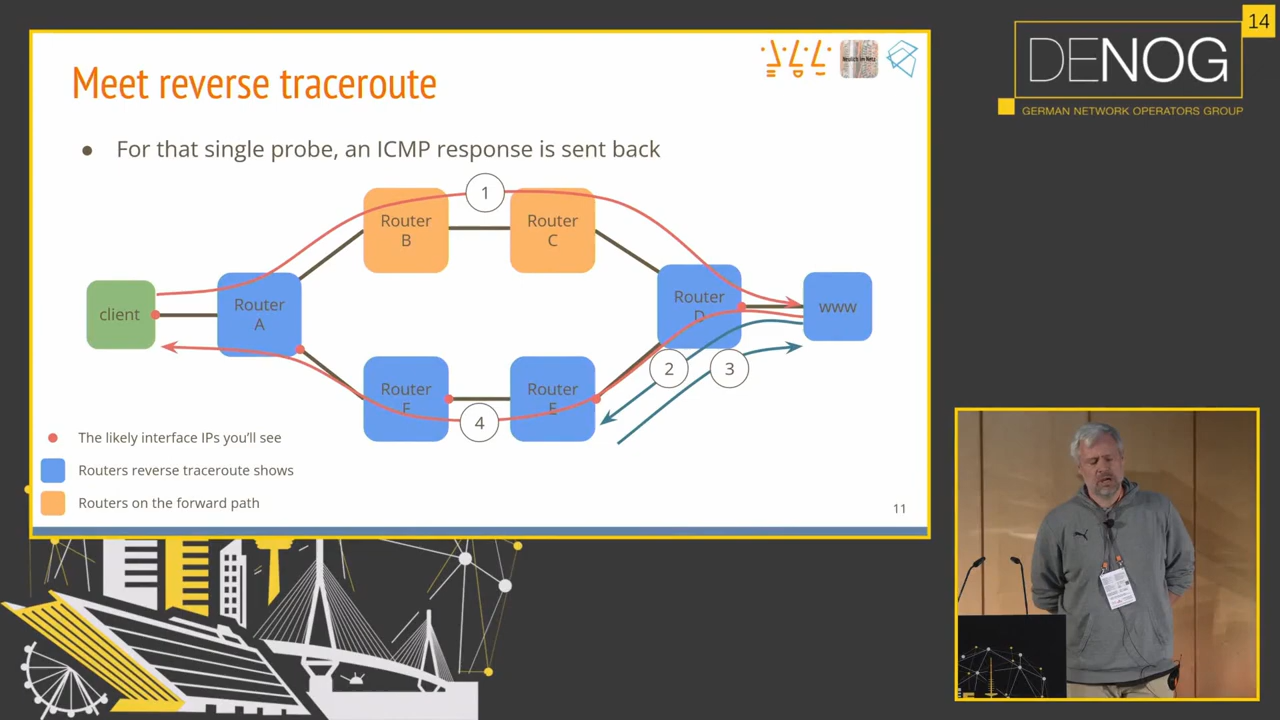 14
DENOG
GERMAN NETWORK OPERATORS GROUP
Meet reverse traceroute
● For that single probe, an ICMP response is sent back
1
Router
B
Router
C
client
Router
A
Router
D
www
2
3
Router
F
Router
E
4
The likely interface IPs you'll see
Routers reverse traceroute shows
Routers on the forward path
11